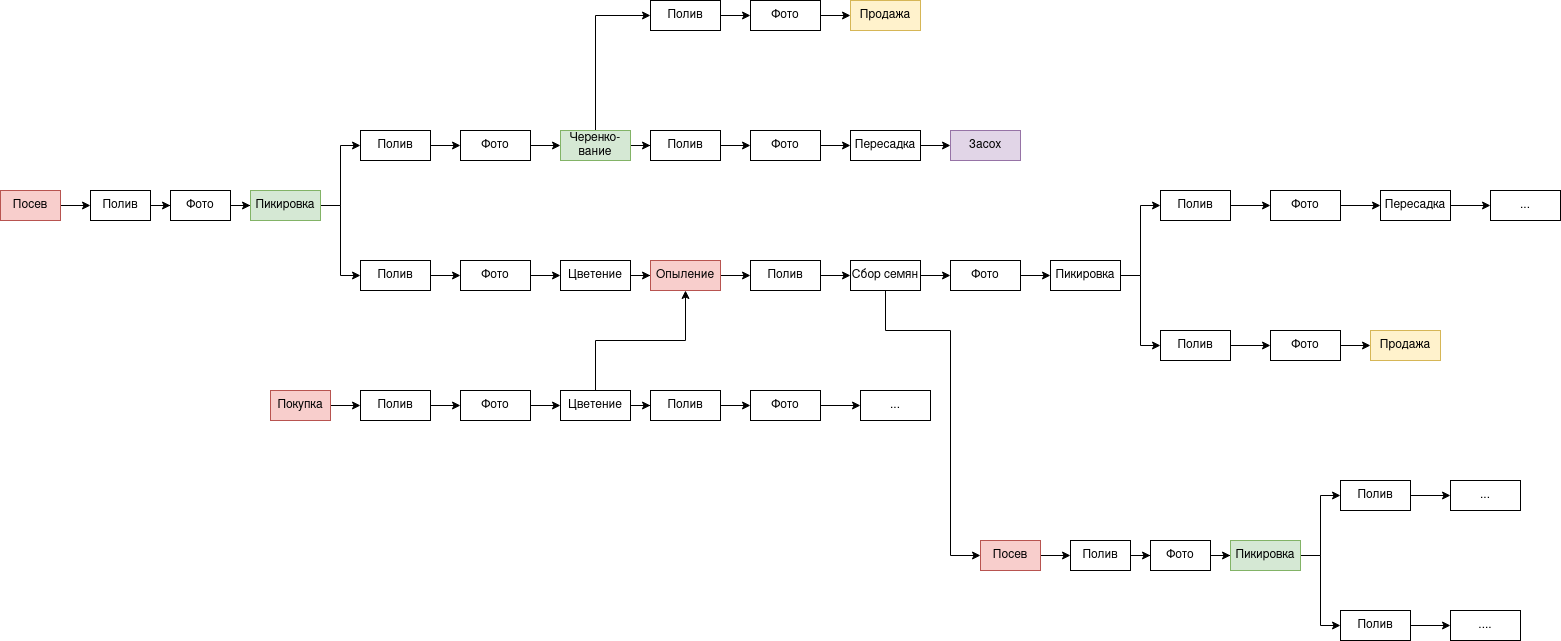 Полив
Фото
Продажа
Полив
Фото
Черенко-
вание
Полив
Фото
Пересадка
Засох
Посев
Полив
Фото
Пикировка
Полив
Фото
Пересадка
...
Полив
Фото
Цветение
Опыление
Полив
Сбор семян
Фото
Пикировка
Полив
Фото
Продажа
Покупка
Полив
Фото
Цветение
Полив
Фото
...
Полив
...
Посев
Полив
Фото
Пикировка
Полив
....